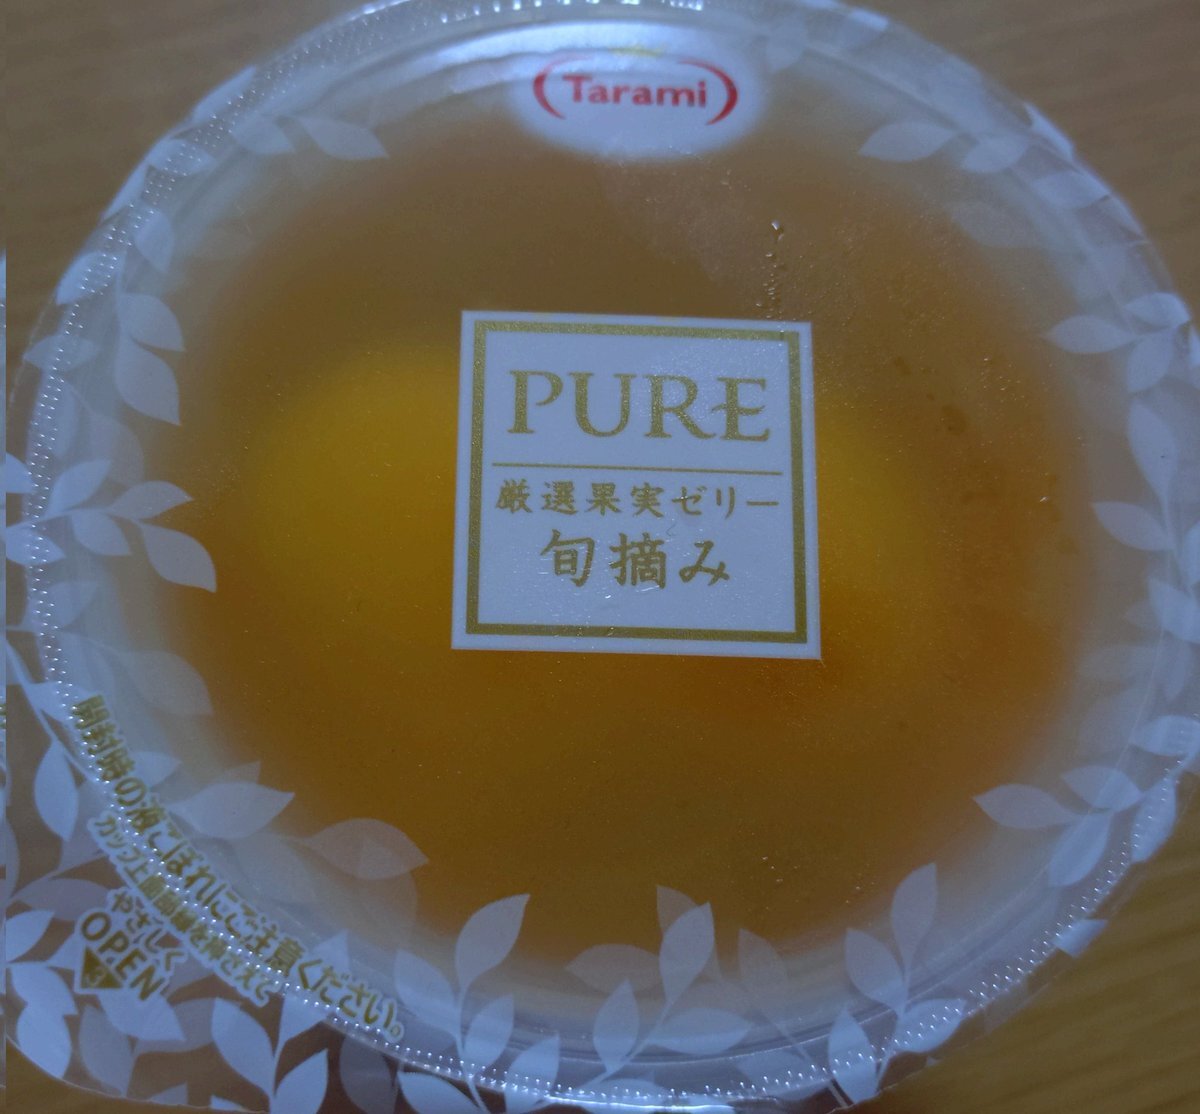 Tarami
PURE
厳選果実ゼリー
旬摘み
開封時の液こぼれにご注意ください。
カップ上面側縁を押さえて
やさしく
OPEN